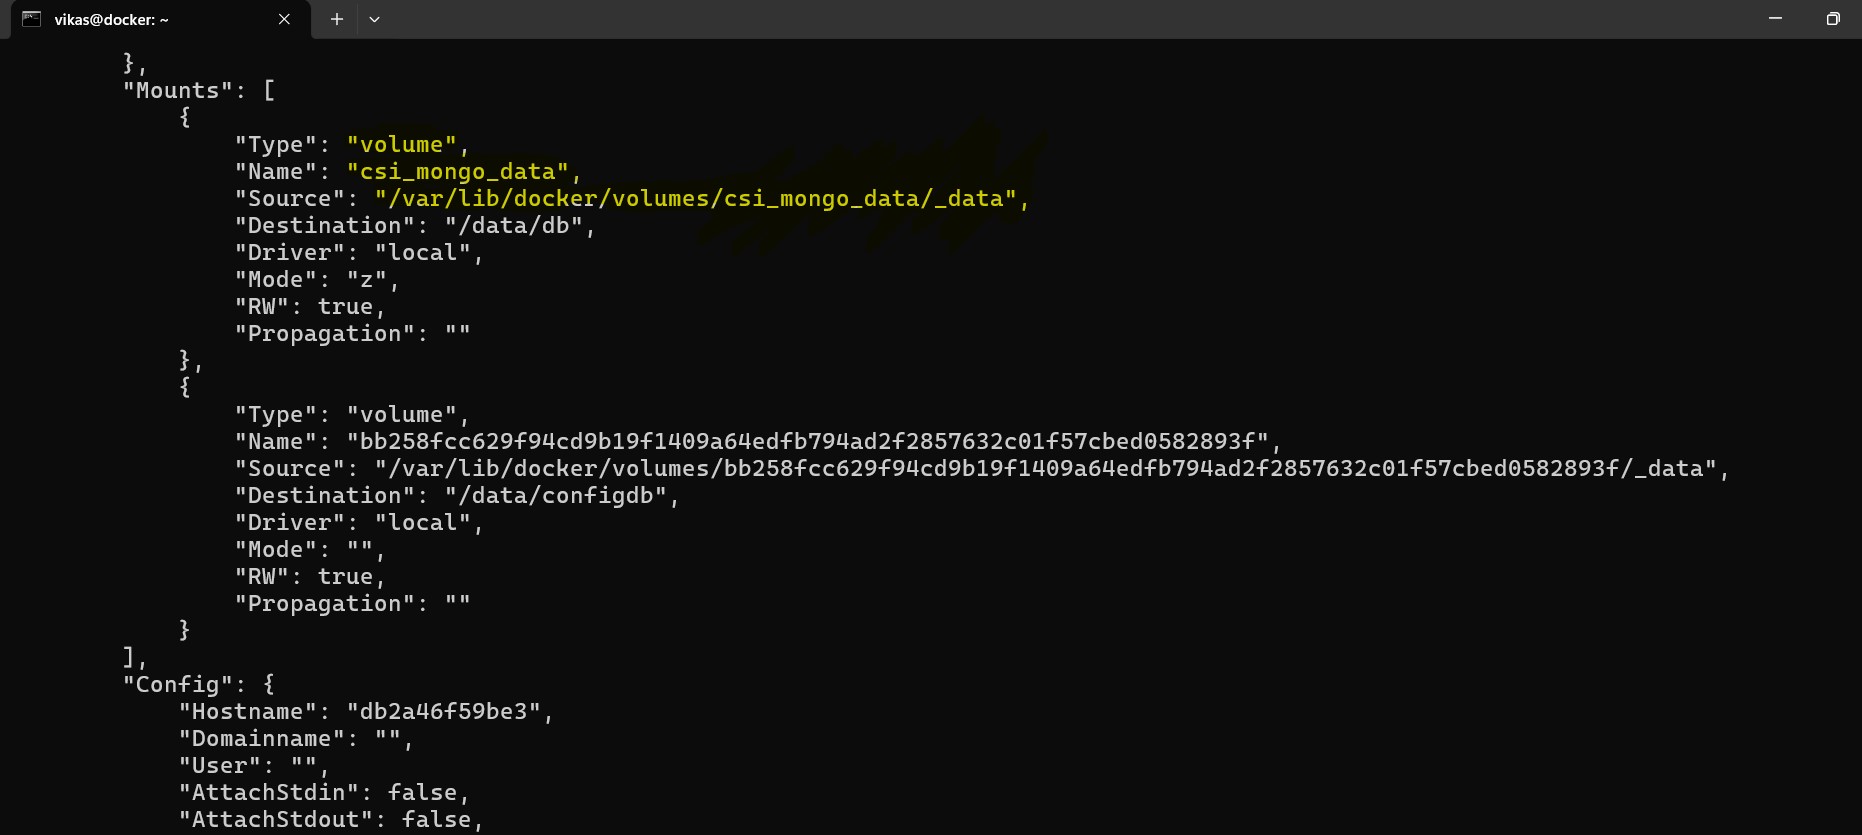 vikas@docker: ~
},
"Mounts": [
{
"Type": "volume",
"Name": "csi_mongo_data",
"Source": "/var/lib/docker/volumes/csi_mongo_data/_data",
"Destination": "/data/db",
"Driver": "local",
"Mode": "z",
"RW": true,
"Propagation": ""
},
{
"Type": "volume",
"Name": "bb258fcc629f94cd9b19f1409a64edfb794ad2f2857632c01f57cbed0582893f",
"Source": "/var/lib/docker/volumes/bb258fcc629f94cd9b19f1409a64edfb794ad2f2857632c01f57cbed0582893f/_data",
"Destination": "/data/configdb",
"Driver": "local",
"Mode": "",
"RW": true,
"Propagation": ""
}
],
"Config": {
"Hostname": "db2a46f59be3",
"Domainname": "",
"User": "",
"AttachStdin": false,
"AttachStdout": false,